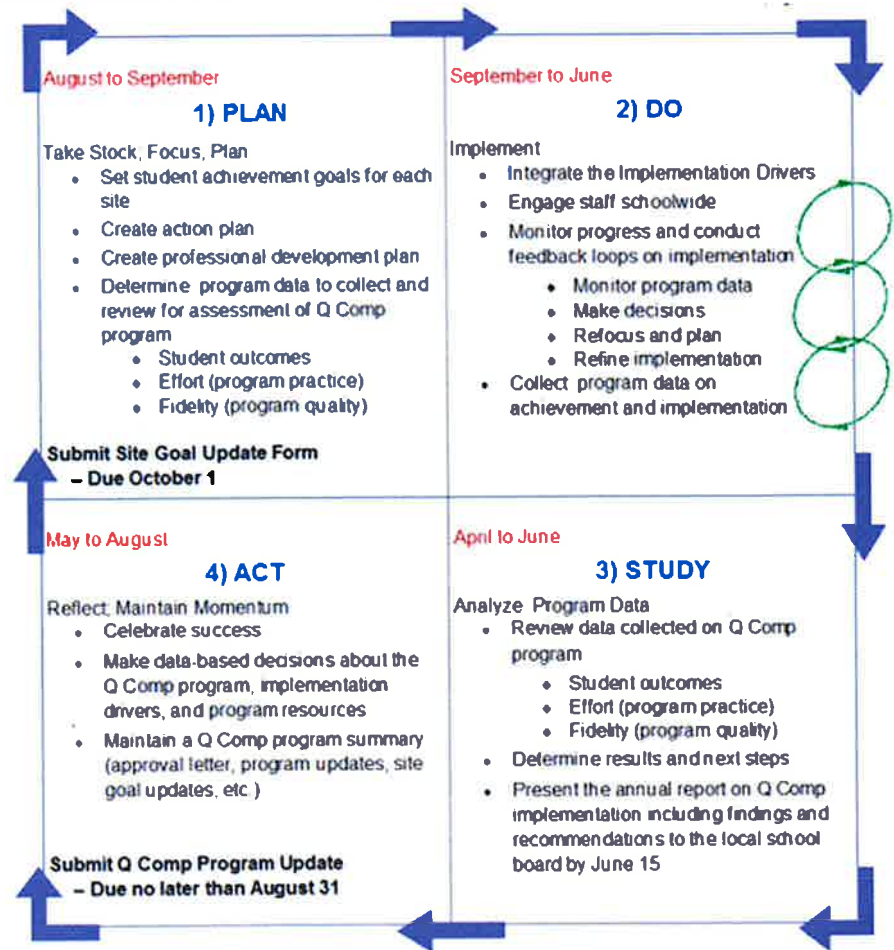 August to September
1) PLAN
Take Stock, Focus, Plan
• Set student achievement goals for each
site
• Create action plan
• Create professional development plan
• Determine program data to collect and
review for assessment of Q Comp
program
• Student outcomes
• Effort (program practice)
• Fidelity (program quality)
Submit Site Goal Update Form
– Due October 1
September to June
2) DO
Implement
• Integrate the Implementation Drivers
• Engage staff schoolwide
• Monitor progress and conduct
feedback loops on implementation
• Monitor program data
• Make decisions
• Refocus and plan
• Refine implementation
• Collect program data on
achievement and implementation
April to June
3) STUDY
Analyze Program Data
• Review data collected on Q Comp
program
• Student outcomes
• Effort (program practice)
• Fidelity (program quality)
• Determine results and next steps
• Present the annual report on Q Comp
implementation including findings and
recommendations to the local school
board by June 15
May to August
4) ACT
Reflect, Maintain Momentum
• Celebrate success
• Make data-based decisions about the
Q Comp program, implementation
drivers, and program resources
• Maintain a Q Comp program summary
(approval letter, program updates, site
goal updates, etc.)
Submit Q Comp Program Update
– Due no later than August 31